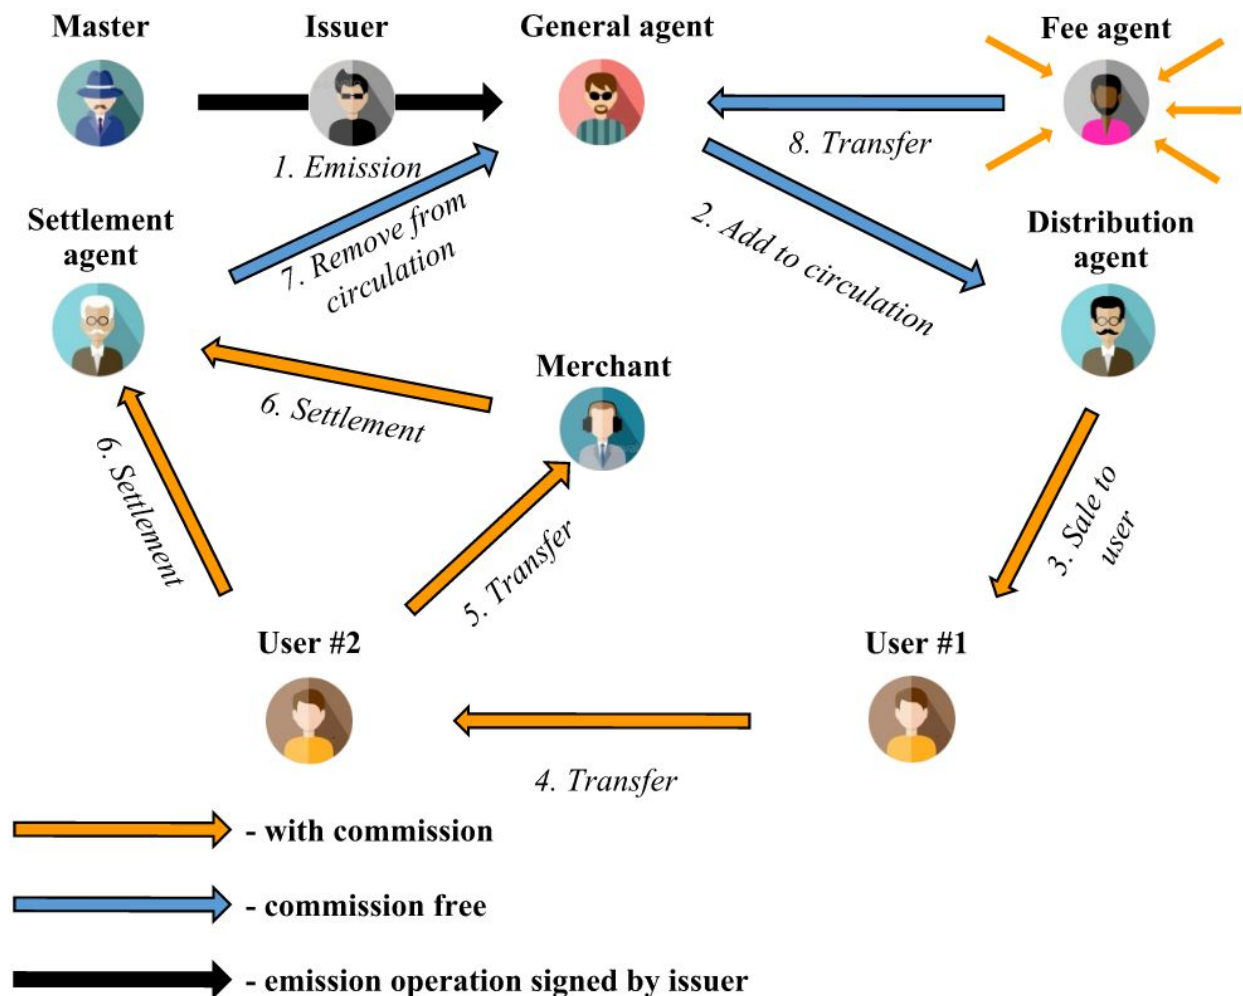 Master
Issuer
General agent
Fee agent
1. Emission
8. Transfer
Settlement
agent
7. Remove from
circulation
2. Add to circulation
Distribution
agent
Merchant
6. Settlement
6. Settlement
5. Transfer
3. Sale to
user
User #2
User #1
4. Transfer
- with commission
- commission free
- emission operation signed by issuer